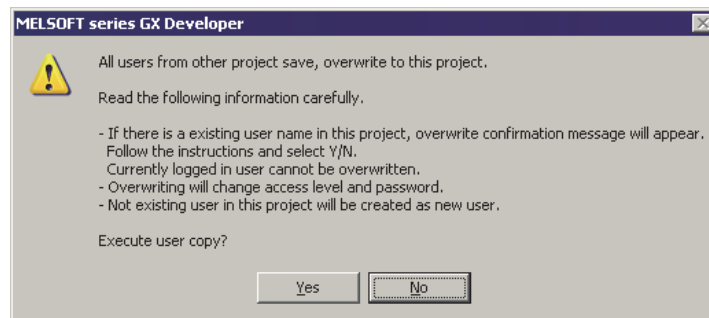 MELSOFT series GX Developer
All users from other project save, overwrite to this project.
Read the following information carefully.
- If there is a existing user name in this project, overwrite confirmation message will appear.
Follow the instructions and select Y/N.
Currently logged in user cannot be overwritten.
- Overwriting will change access level and password.
- Not existing user in this project will be created as new user.
Execute user copy?
Yes No